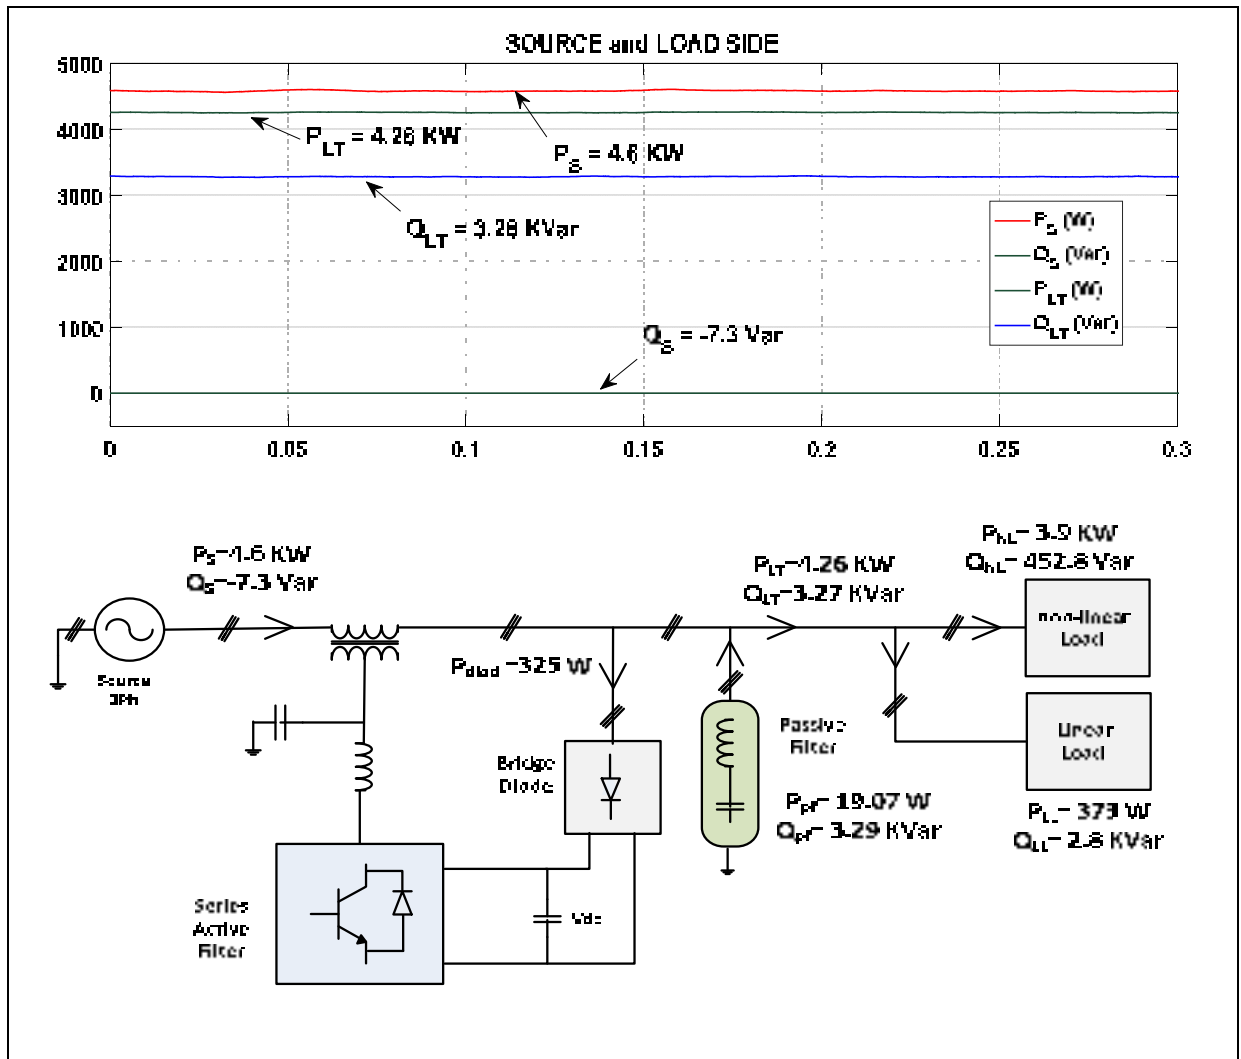 SOURCE and LOAD SIDE
5000
4000
3000
2000
1000
0
P_LT = 4.26 KW
P_S = 4.6 KW
Q_LT = 3.28 KVar
Q_S = -7.3 Var
P_S (W)
Q_S (Var)
P_LT (W)
Q_LT (Var)
0 0.05 0.1 0.15 0.2 0.25 0.3
P_S=4.6 KW
Q_S=-7.3 Var
P_LT=4.26 KW
Q_LT=3.27 KVar
P_hL= 3.9 KW
Q_hL= 452.8 Var
non-linear
Load
Source
3Ph
P_diod =325 W
Bridge
Diode
Passive
Filter
Linear
Load
P_pf= 19.07 W
Q_pf= 3.29 KVar
P_LL= 373 W
Q_LL= 2.8 KVar
Series
Active
Filter
Vdc